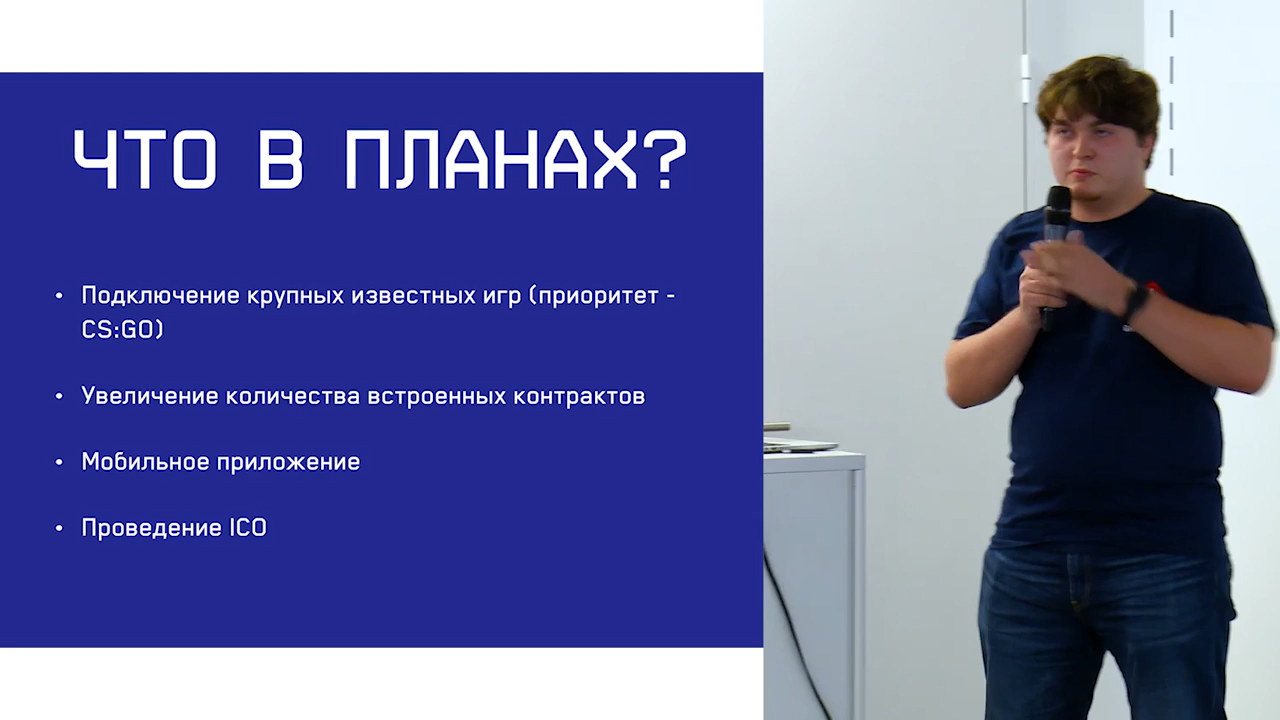 ЧТО В ПЛАНАХ?
• Подключение крупных известных игр (приоритет -
CS:GO)
• Увеличение количества встроенных контрактов
• Мобильное приложение
• Проведение ICO